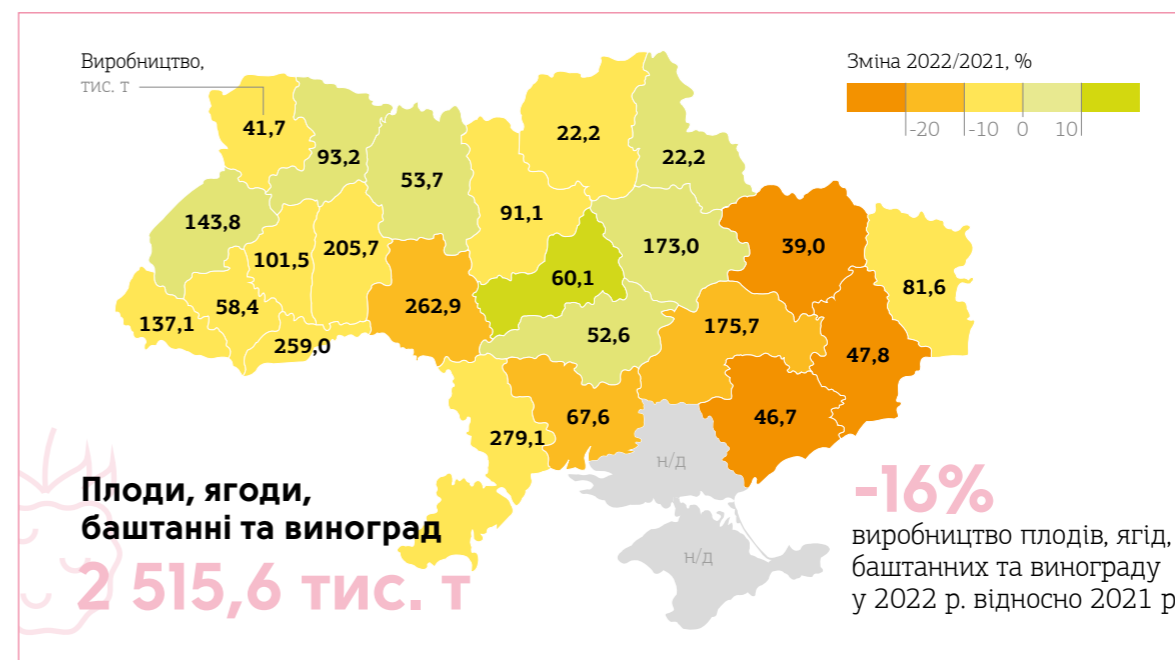 Виробництво,
тис. т
Зміна 2022/2021, %
-20 -10 0 10
41,7
93,2
53,7
22,2
22,2
143,8
101,5
205,7
91,1
173,0
39,0
81,6
137,1
58,4
259,0
262,9
60,1
52,6
175,7
47,8
279,1
67,6
46,7
н/д
н/д
Плоди, ягоди,
баштанні та виноград
2 515,6 тис. т
-16%
виробництво плодів, ягід,
баштанних та винограду
у 2022 р. відносно 2021 р